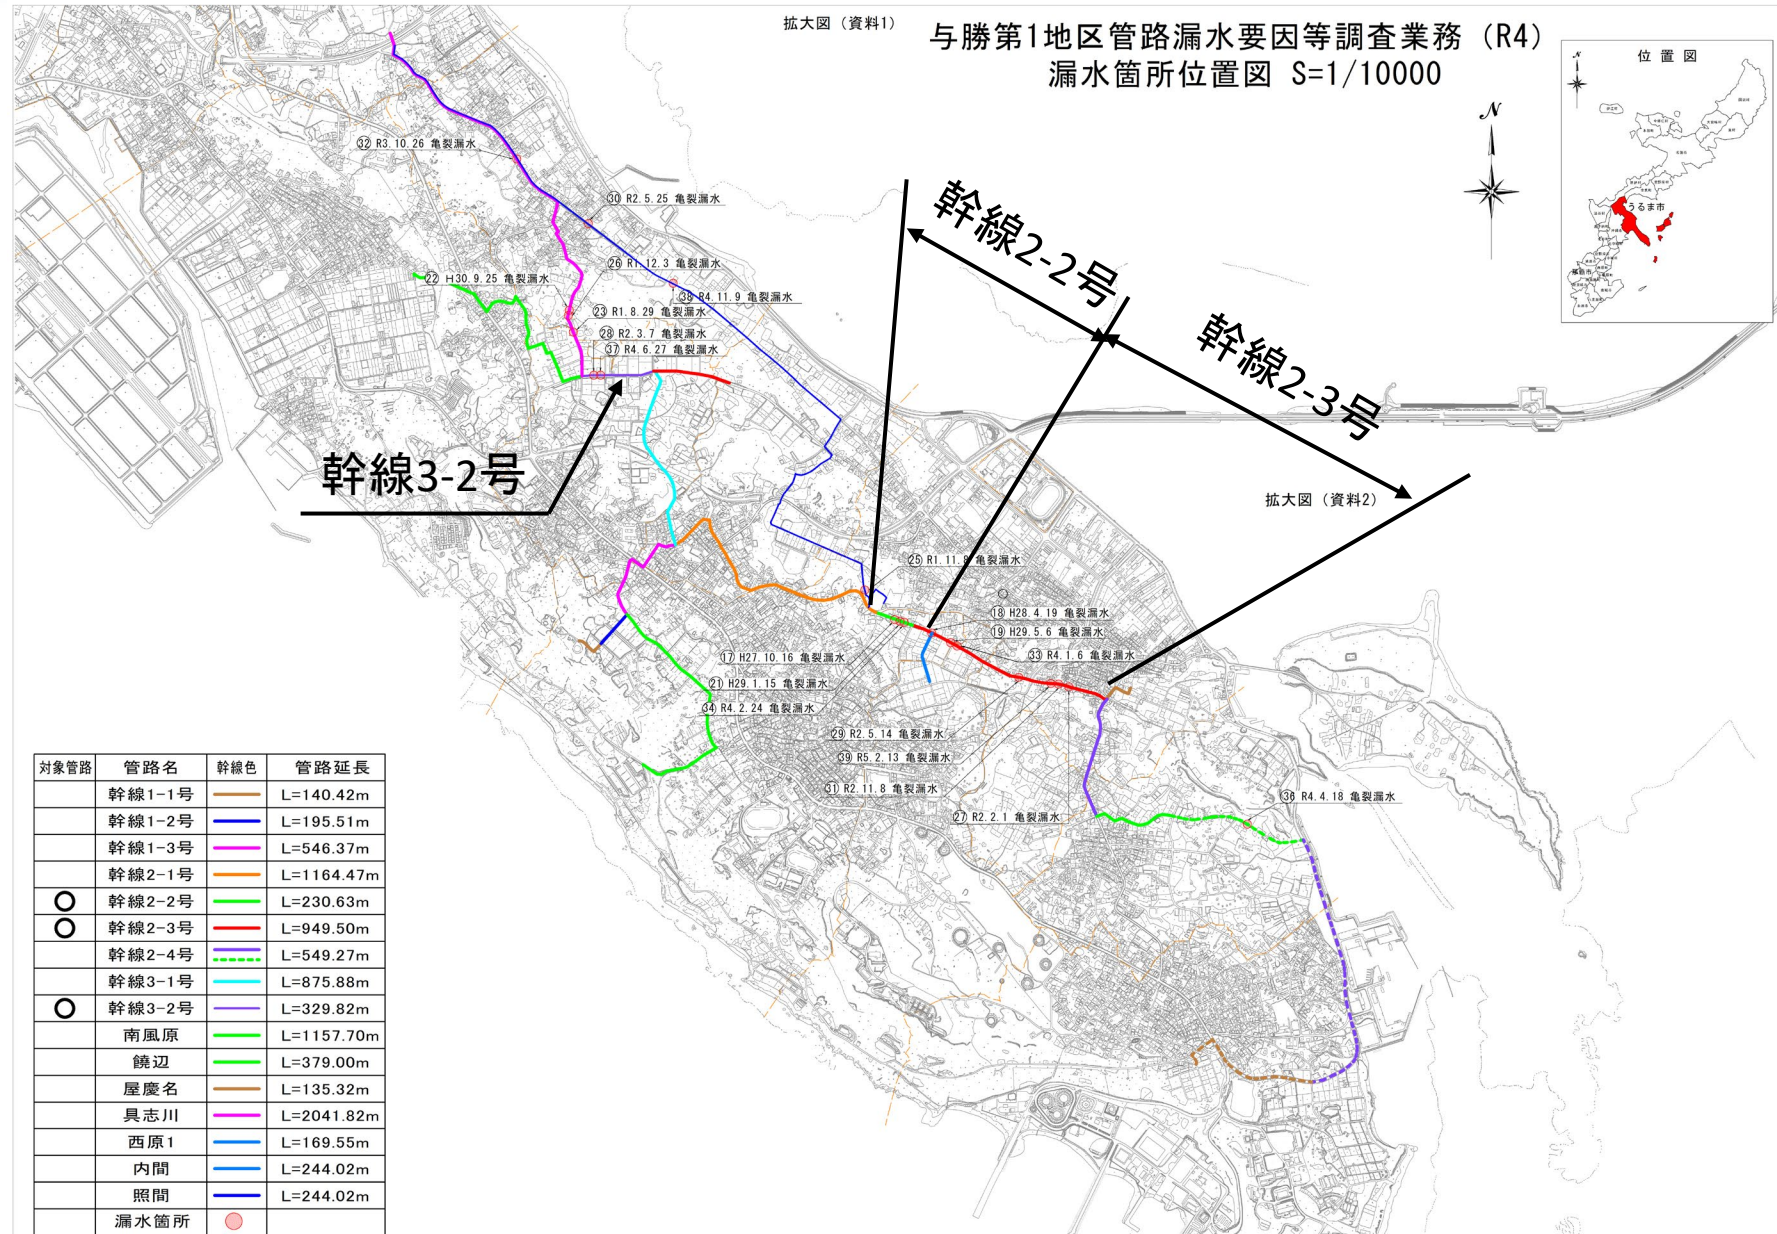 拡大図（資料1）
与勝第1地区管路漏水要因等調査業務（R4）
漏水箇所位置図 S=1/10000
位置図
N
N
うるま市
㉜ R3.10.26 亀裂漏水
㉚ R2.5.25 亀裂漏水
㉖ R1.12.3 亀裂漏水
㉒ H30.9.25 亀裂漏水
㊳ R4.11.9 亀裂漏水
㉓ R1.8.29 亀裂漏水
㉘ R2.3.7 亀裂漏水
㊲ R4.6.27 亀裂漏水
幹線2-2号
幹線2-3号
幹線3-2号
拡大図（資料2）
㉕ R1.11.8 亀裂漏水
⑱ H28.4.19 亀裂漏水
⑲ H29.5.6 亀裂漏水
㉝ R4.1.6 亀裂漏水
⑰ H27.10.16 亀裂漏水
㉑ H29.1.15 亀裂漏水
㉞ R4.2.24 亀裂漏水
㉙ R2.5.14 亀裂漏水
㊴ R5.2.13 亀裂漏水
㉛ R2.11.8 亀裂漏水
㉗ R2.2.1 亀裂漏水
㊱ R4.4.18 亀裂漏水
対象管路 管路名 幹線色 管路延長
幹線1-1号 L=140.42m
幹線1-2号 L=195.51m
幹線1-3号 L=546.37m
幹線2-1号 L=1164.47m
○ 幹線2-2号 L=230.63m
○ 幹線2-3号 L=949.50m
幹線2-4号 L=549.27m
幹線3-1号 L=875.88m
○ 幹線3-2号 L=329.82m
南風原 L=1157.70m
饒辺 L=379.00m
屋慶名 L=135.32m
具志川 L=2041.82m
西原1 L=169.55m
内間 L=244.02m
照間 L=244.02m
漏水箇所